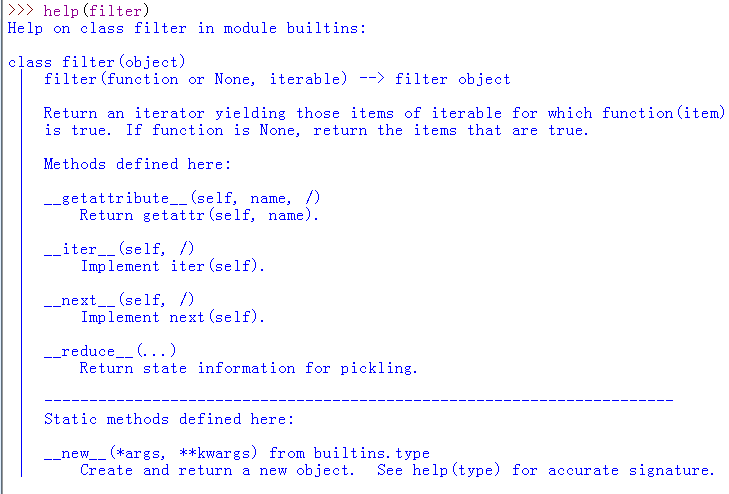 >>> help(filter)
Help on class filter in module builtins:
class filter(object)
filter(function or None, iterable) --> filter object
Return an iterator yielding those items of iterable for which function(item)
is true. If function is None, return the items that are true.
Methods defined here:
__getattribute__(self, name, /)
Return getattr(self, name).
__iter__(self, /)
Implement iter(self).
__next__(self, /)
Implement next(self).
__reduce__(...)
Return state information for pickling.
----------------------------------------------------------------------
Static methods defined here:
__new__(*args, **kwargs) from builtins.type
Create and return a new object.  See help(type) for accurate signature.